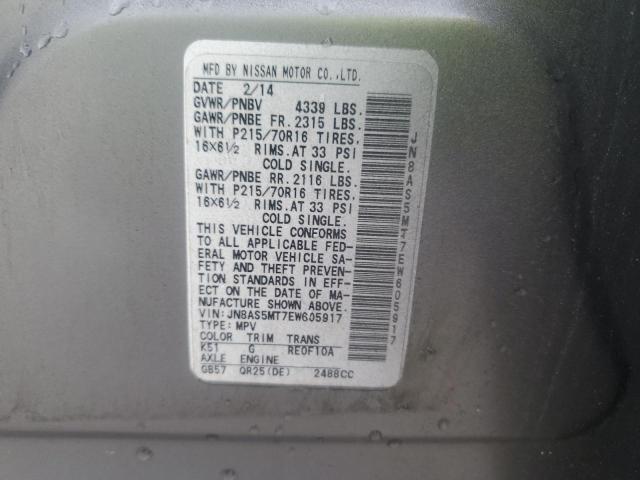 MFD BY NISSAN MOTOR CO.,LTD.
DATE 2/14
GVWR/PNBV 4339 LBS.
GAWR/PNBE FR. 2315 LBS.
WITH P215/70R16 TIRES,
16X6½ RIMS.AT 33 PSI
COLD SINGLE.
GAWR/PNBE RR. 2116 LBS.
WITH P215/70R16 TIRES,
16X6½ RIMS.AT 33 PSI
COLD SINGLE.
THIS VEHICLE CONFORMS
TO ALL APPLICABLE FED-
ERAL MOTOR VEHICLE SA-
FETY AND THEFT PREVEN-
TION STANDARDS IN EFF-
ECT ON THE DATE OF MA-
NUFACTURE SHOWN ABOVE.
VIN: JN8AS5MT7EW605917
TYPE: MPV
COLOR TRIM TRANS
K51 G RE0F10A
AXLE ENGINE
GB57 QR25(DE) 2488CC
JN8AS5MT7EW605917